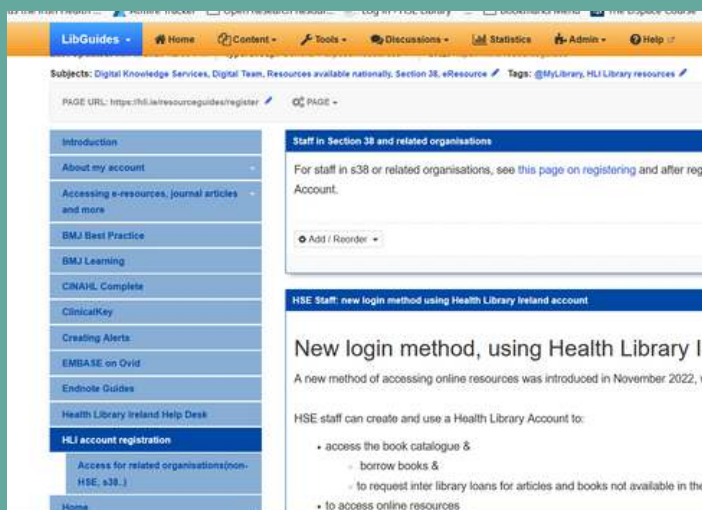 LibGuides Home Content Tools Discussions Statistics Admin Help
Subjects: Digital Knowledge Services, Digital Team, Resources available nationally, Section 38, eResource Tags: @MyLibrary, HLI Library resources
PAGE URL: https://hli.ie/resourceguides/register PAGE
Introduction
About my account
Accessing e-resources, journal articles
and more
BMJ Best Practice
BMJ Learning
CINAHL Complete
ClinicalKey
Creating Alerts
EMBASE on Ovid
Endnote Guides
Health Library Ireland Help Desk
HLI account registration
Access for related organisations(non-
HSE, s38..)
Home
Staff in Section 38 and related organisations
For staff in s38 or related organisations, see this page on registering and after reg
Account.
Add / Reorder
HSE Staff: new login method using Health Library Ireland account
New login method, using Health Library I
A new method of accessing online resources was introduced in November 2022,
HSE staff can create and use a Health Library Account to:
access the book catalogue &
borrow books &
to request inter library loans for articles and books not available in the
to access online resources